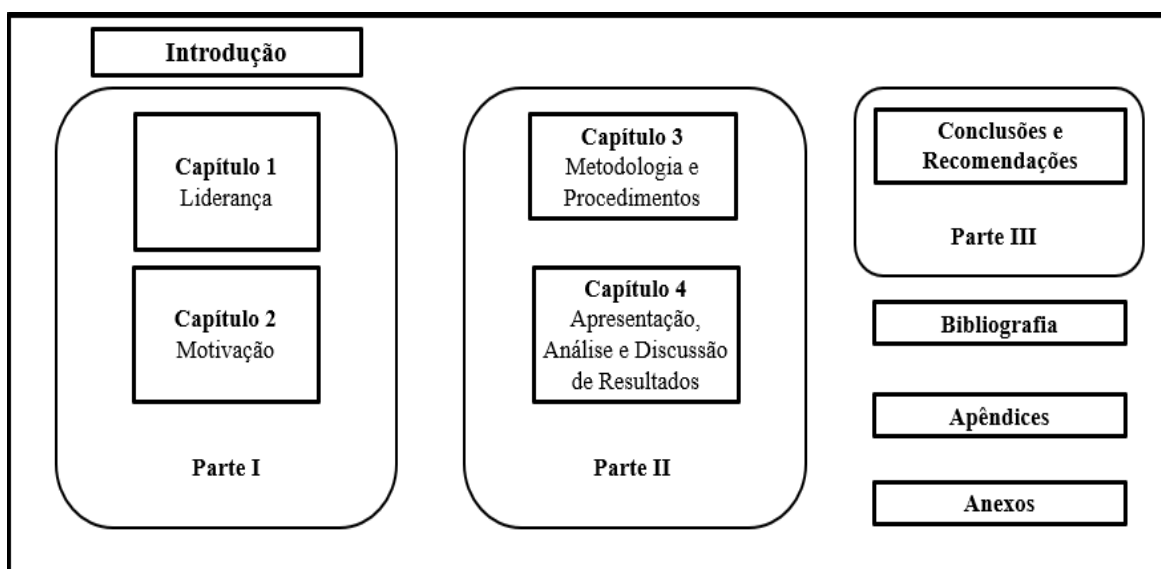 Introdução
Capítulo 1
Liderança
Capítulo 2
Motivação
Parte I
Capítulo 3
Metodologia e
Procedimentos
Capítulo 4
Apresentação,
Análise e Discussão
de Resultados
Parte II
Conclusões e
Recomendações
Parte III
Bibliografia
Apêndices
Anexos